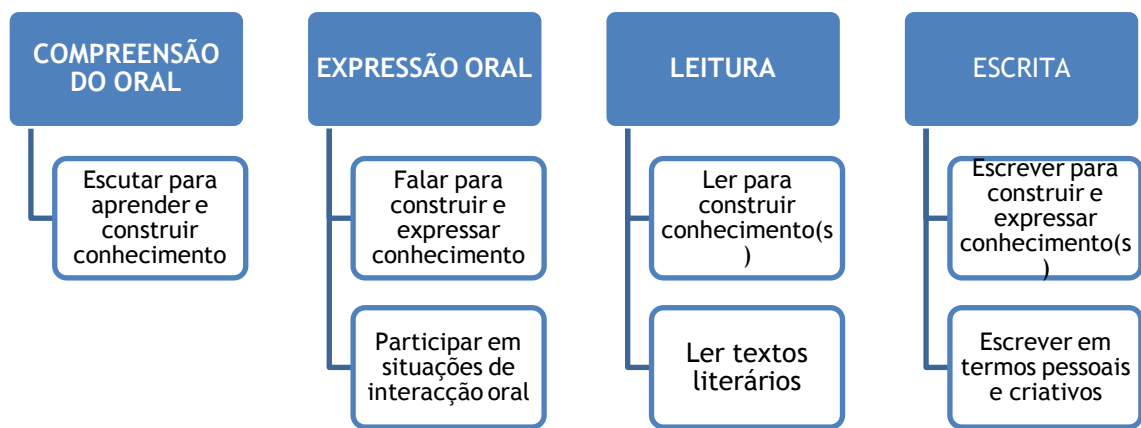 COMPREENSÃO
DO ORAL
Escutar para
aprender e
construir
conhecimento
EXPRESSÃO ORAL
Falar para
construir e
expressar
conhecimento
Participar em
situações de
interacção oral
LEITURA
Ler para
construir
conhecimento(s
)
Ler textos
literários
ESCRITA
Escrever para
construir e
expressar
conhecimento(s
)
Escrever em
termos pessoais
e criativos